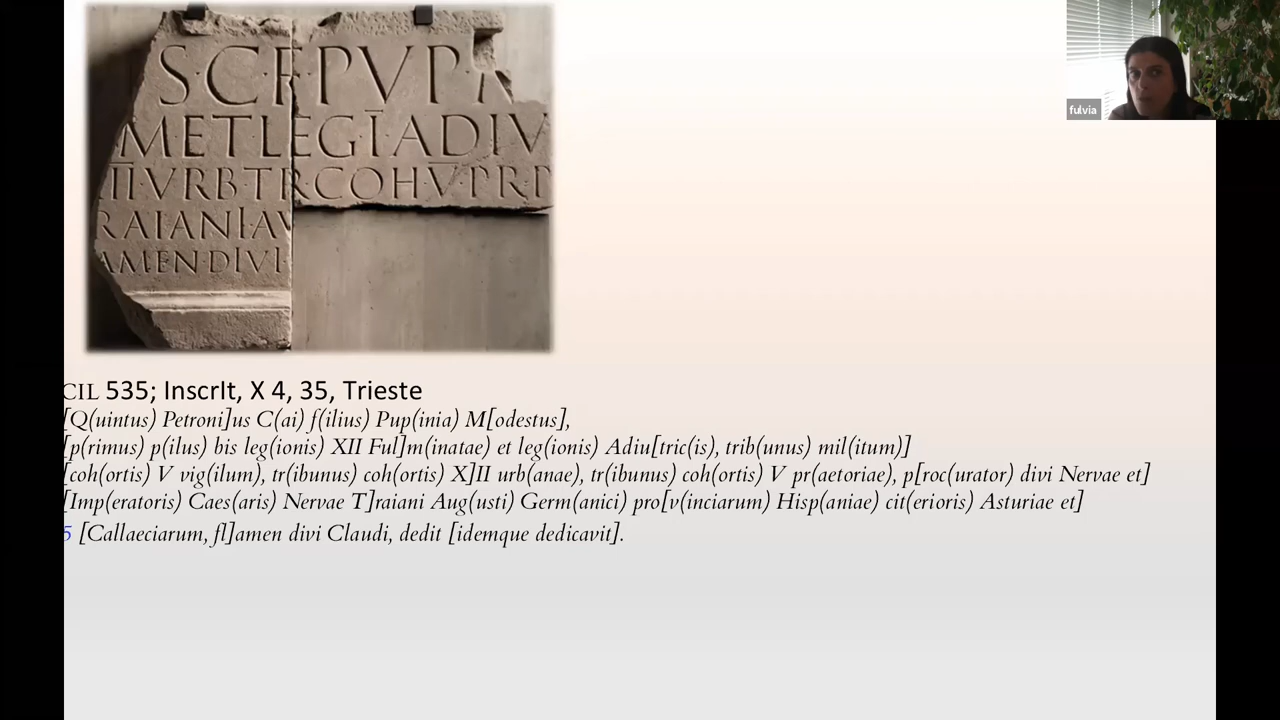 S·C·F·PVP·M
M·ET·LEG·I·ADIV
III·VRB·TR·COH·V·PR·P
RAIANI·AV
AMEN·DIVI·
fulvia
CIL 535; InscrIt, X 4, 35, Trieste
[Q(uintus) Petroni]us C(ai) f(ilius) Pup(inia) M[odestus],
[p(rimus) p(ilus) bis leg(ionis) XII Ful]m(inatae) et leg(ionis) Adiu[tric(is), trib(unus) mil(itum)]
[coh(ortis) V vig(ilum), tr(ibunus) coh(ortis) X]II urb(anae), tr(ibunus) coh(ortis) V pr(aetoriae), p[roc(urator) divi Nervae et]
[Imp(eratoris) Caes(aris) Nervae T]raiani Aug(usti) Germ(anici) pro[v(inciarum) Hisp(aniae) cit(erioris) Asturiae et]
5 [Callaeciarum, fl]amen divi Claudi, dedit [idemque dedicavit].